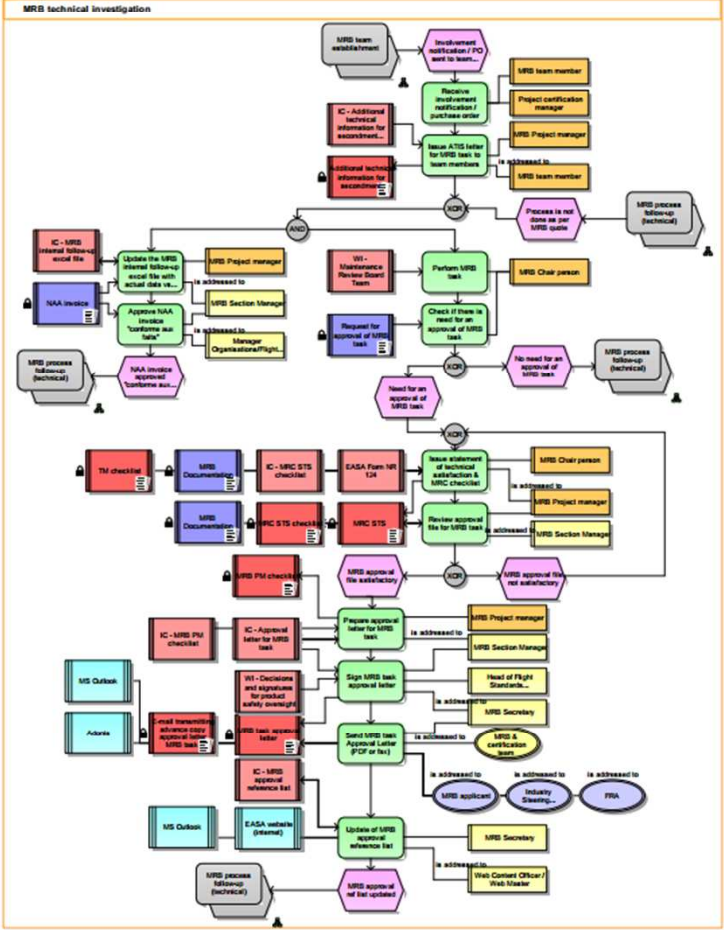 MRB technical investigation
MRB team
establishment
Involvement
notification / PO
sent to team...
MRB team member
Receive
involvement
notification /
purchase order
Project certification
manager
IC - Additional
technical
information for
secondment...
MRB Project manager
Issue ATIS letter
for MRB task to
team members
is addressed to
Additional technic
information for
secondment
MRB team member
XOR
Process is not
done as per
MRB quote
MRB process
follow-up
(technical)
AND
IC - MRB
internal follow-up
excel file
Update the MRB
internal follow-up
excel file with
actual data vs...
MRB Project manager
is addressed to
WI -
Maintenance
Review Board
Team
Perform MRB
task
MRB Chair person
NAA invoice
MRB Section Manager
Approve NAA
invoice
"conforme aux
faits"
is addressed to
Manager
Organisations/Flight...
Request for
approval of MRB
task
Check if there is
need for an
approval of MRB
task
MRB process
follow-up
(technical)
NAA invoice
approved
"conforme aux...
XOR
No need for an
approval of
MRB task
MRB process
follow-up
(technical)
Need for an
approval of
MRB task
XOR
TM checklist
MRB
Documentation
IC - MRC STS
checklist
EASA Form NR
124
Issue statement
of technical
satisfaction &
MRC checklist
MRB Chair person
is addressed to
MRB Project manager
MRB
Documentation
MRC STS checklis
MRC STS
Review approval
file for MRB task
is addressed to
MRB Section Manager
MRB PM checklis
MRB approval
file satisfactory
XOR
MRB approval file
not satisfactory
IC - MRB PM
checklist
IC - Approval
letter for MRB
task
Prepare approval
letter for MRB
task
MRB Project manager
is addressed to
MRB Section Manager
MS Outlook
WI - Decisions
and signatures
for product
safety oversight
Sign MRB task
approval letter
Head of Flight
Standards...
is addressed to
MRB Secretary
Adonis
E-mail transmitting
advance copy
approval letter
MRB task
MRB task approv
letter
Send MRB task
Approval Letter
(PDF or fax)
is addressed to
MRB &
certification
team
IC - MRB
approval
reference list
is addressed to
is addressed to
is addressed to
MRB applicant
Industry
Steering...
FRA
MS Outlook
EASA website
(internet)
Update of MRB
approval
reference list
MRB Secretary
is addressed to
Web Content Officer /
Web Master
MRB process
follow-up
(technical)
MRB approval
ref list updated